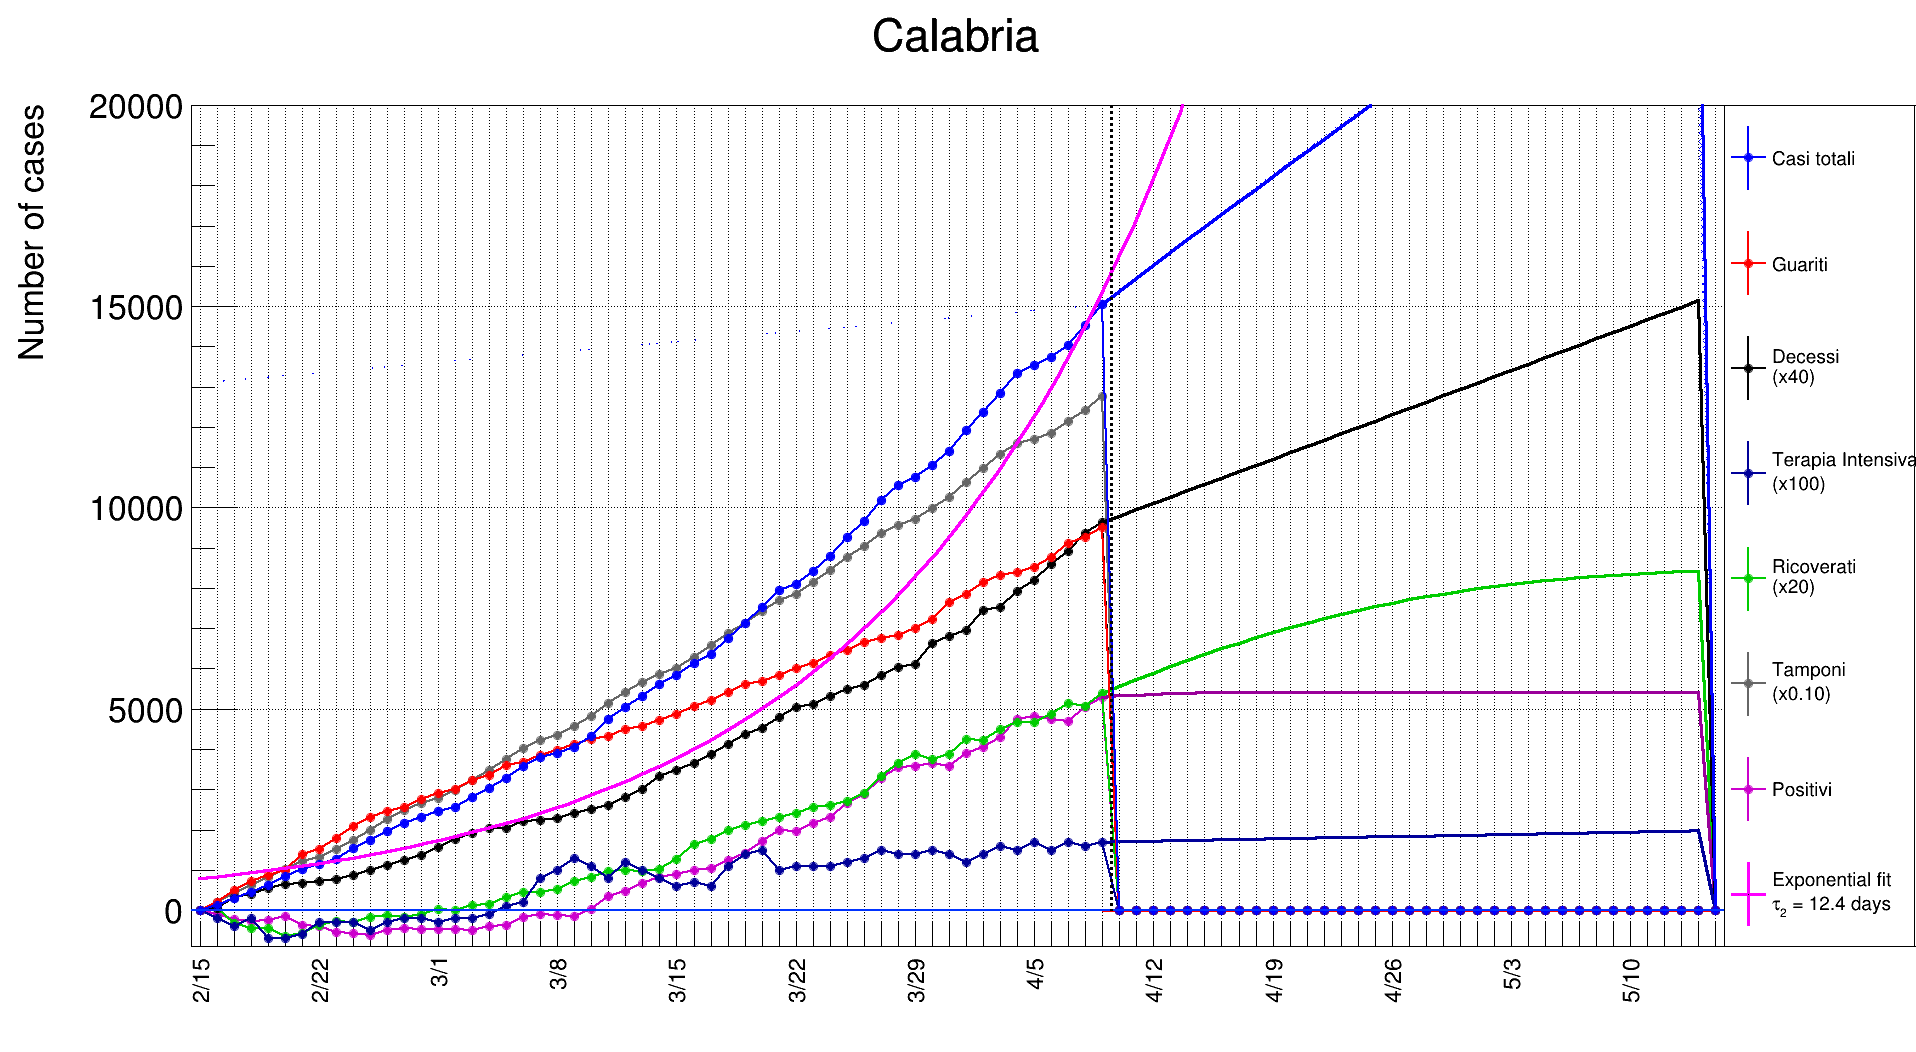 Calabria
Number of cases
20000
15000
10000
5000
0
2/15
2/22
3/1
3/8
3/15
3/22
3/29
4/5
4/12
4/19
4/26
5/3
5/10
Casi totali
Guariti
Decessi
(x40)
Terapia Intensiva
(x100)
Ricoverati
(x20)
Tamponi
(x0.10)
Positivi
Exponential fit
τ2 = 12.4 days